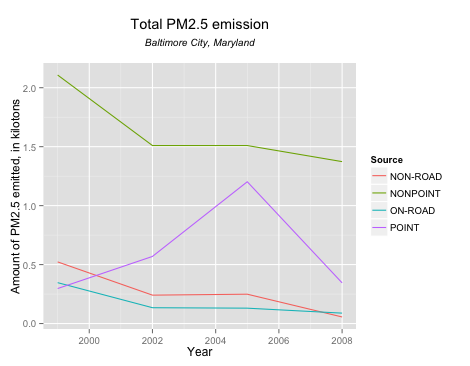 Total PM2.5 emission
Baltimore City, Maryland
Amount of PM2.5 emitted, in kilotons
2.0
1.5
1.0
0.5
0.0
2000 2002 2004 2006 2008
Year
Source
NON-ROAD
NONPOINT
ON-ROAD
POINT